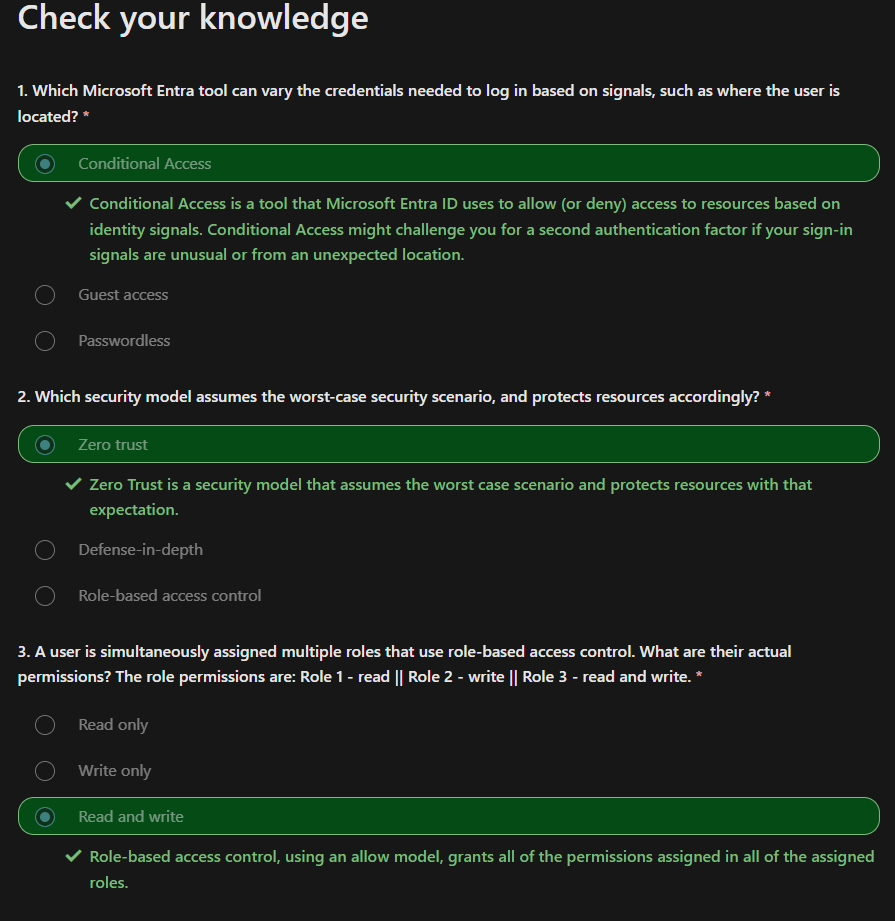 Check your knowledge
1. Which Microsoft Entra tool can vary the credentials needed to log in based on signals, such as where the user is
located? *
Conditional Access
Conditional Access is a tool that Microsoft Entra ID uses to allow (or deny) access to resources based on
identity signals. Conditional Access might challenge you for a second authentication factor if your sign-in
signals are unusual or from an unexpected location.
Guest access
Passwordless
2. Which security model assumes the worst-case security scenario, and protects resources accordingly? *
Zero trust
Zero Trust is a security model that assumes the worst case scenario and protects resources with that
expectation.
Defense-in-depth
Role-based access control
3. A user is simultaneously assigned multiple roles that use role-based access control. What are their actual
permissions? The role permissions are: Role 1 - read || Role 2 - write || Role 3 - read and write. *
Read only
Write only
Read and write
Role-based access control, using an allow model, grants all of the permissions assigned in all of the assigned
roles.